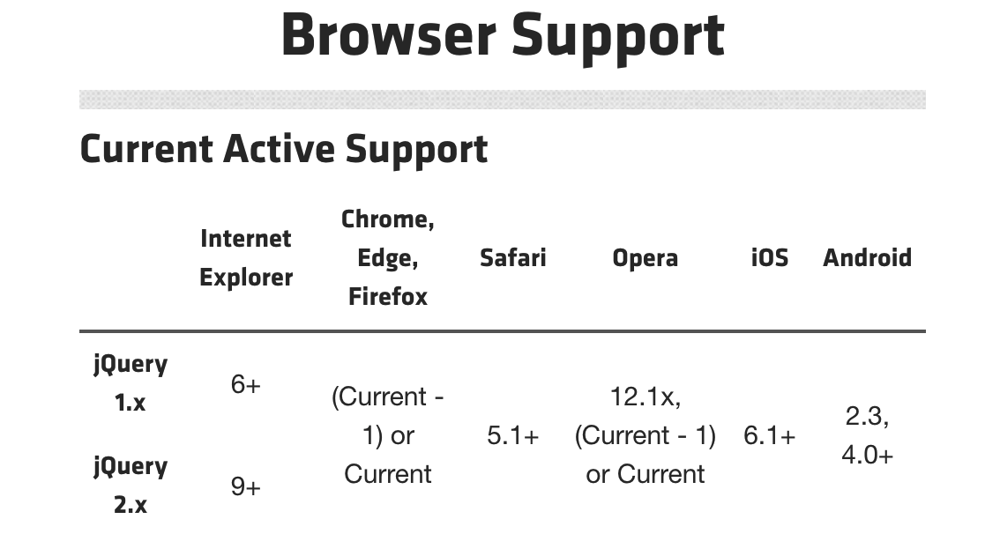 Browser Support
Current Active Support
Internet
Explorer
Chrome,
Edge,
Firefox
Safari
Opera
iOS
Android
jQuery
1.x
6+
(Current -
1) or
Current
5.1+
12.1x,
(Current - 1)
or Current
6.1+
2.3,
4.0+
jQuery
2.x
9+